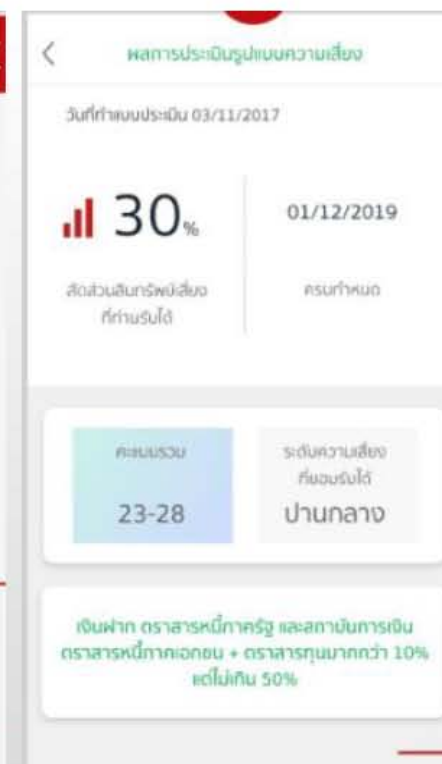 ผลการประเมินรูปแบบความเสี่ยง
วันที่ทำแบบประเมิน 03/11/2017
30%
01/12/2019
สัดส่วนสินทรัพย์เสี่ยง
ที่ท่านรับได้
ครบกำหนด
คะแนนรวม
23-28
ระดับความเสี่ยง
ที่ยอมรับได้
ปานกลาง
เงินฝาก ตราสารหนี้ภาครัฐ และสถาบันการเงิน
ตราสารหนี้ภาคเอกชน + ตราสารทุนมากกว่า 10%
แต่ไม่เกิน 50%